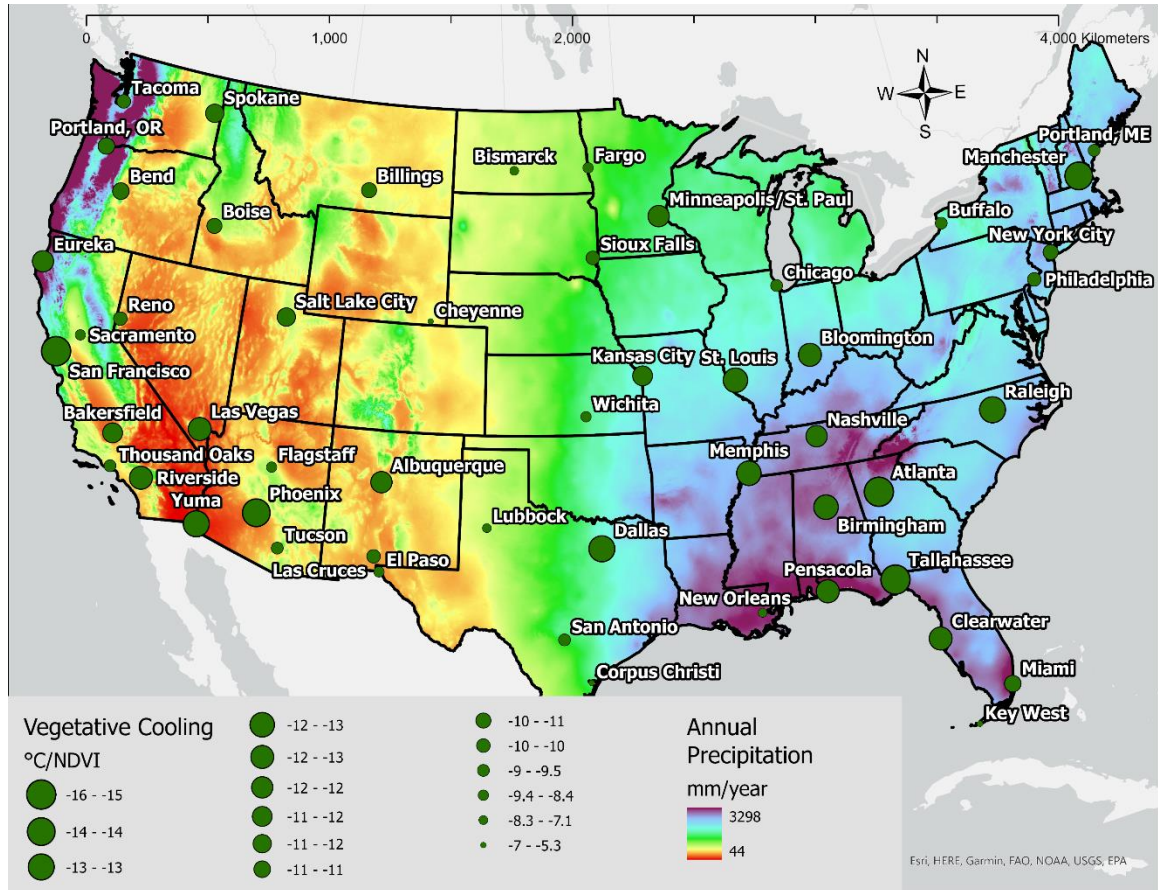 0
1,000
2,000
4,000 Kilometers
N
W
E
S
Tacoma
Spokane
Portland, OR
Bend
Boise
Billings
Bismarck
Fargo
Minneapolis/St. Paul
Portland, ME
Manchester
Buffalo
New York City
Philadelphia
Eureka
Sioux Falls
Chicago
Reno
Salt Lake City
Cheyenne
Sacramento
San Francisco
Kansas City
St. Louis
Bloomington
Bakersfield
Las Vegas
Wichita
Nashville
Raleigh
Thousand Oaks
Flagstaff
Riverside
Albuquerque
Memphis
Atlanta
Yuma
Phoenix
Lubbock
Dallas
Birmingham
Tucson
El Paso
Las Cruces
Pensacola
Tallahassee
New Orleans
San Antonio
Clearwater
Corpus Christi
Miami
Key West
Vegetative Cooling
°C/NDVI
-16 - -15
-14 - -14
-13 - -13
-12 - -13
-12 - -13
-12 - -12
-11 - -12
-11 - -12
-11 - -11
-10 - -11
-10 - -10
-9 - -9.5
-9.4 - -8.4
-8.3 - -7.1
-7 - -5.3
Annual
Precipitation
mm/year
3298
44
Esri, HERE, Garmin, FAO, NOAA, USGS, EPA